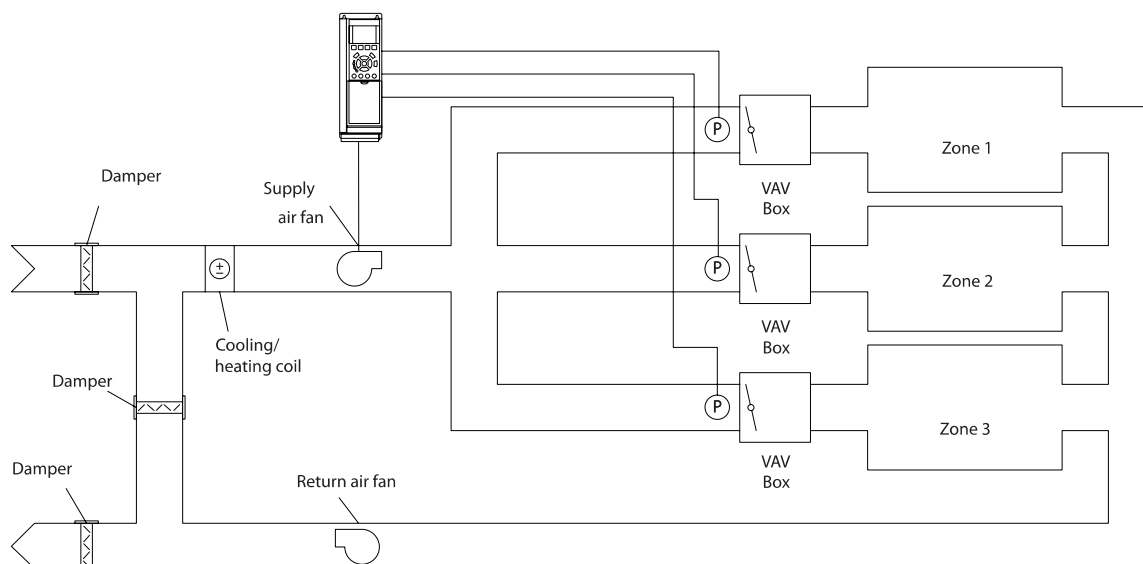 Damper
Supply
air fan
P
VAV
Box
Zone 1
±
Cooling/
heating coil
P
VAV
Box
Zone 2
Damper
P
VAV
Box
Zone 3
Damper
Return air fan